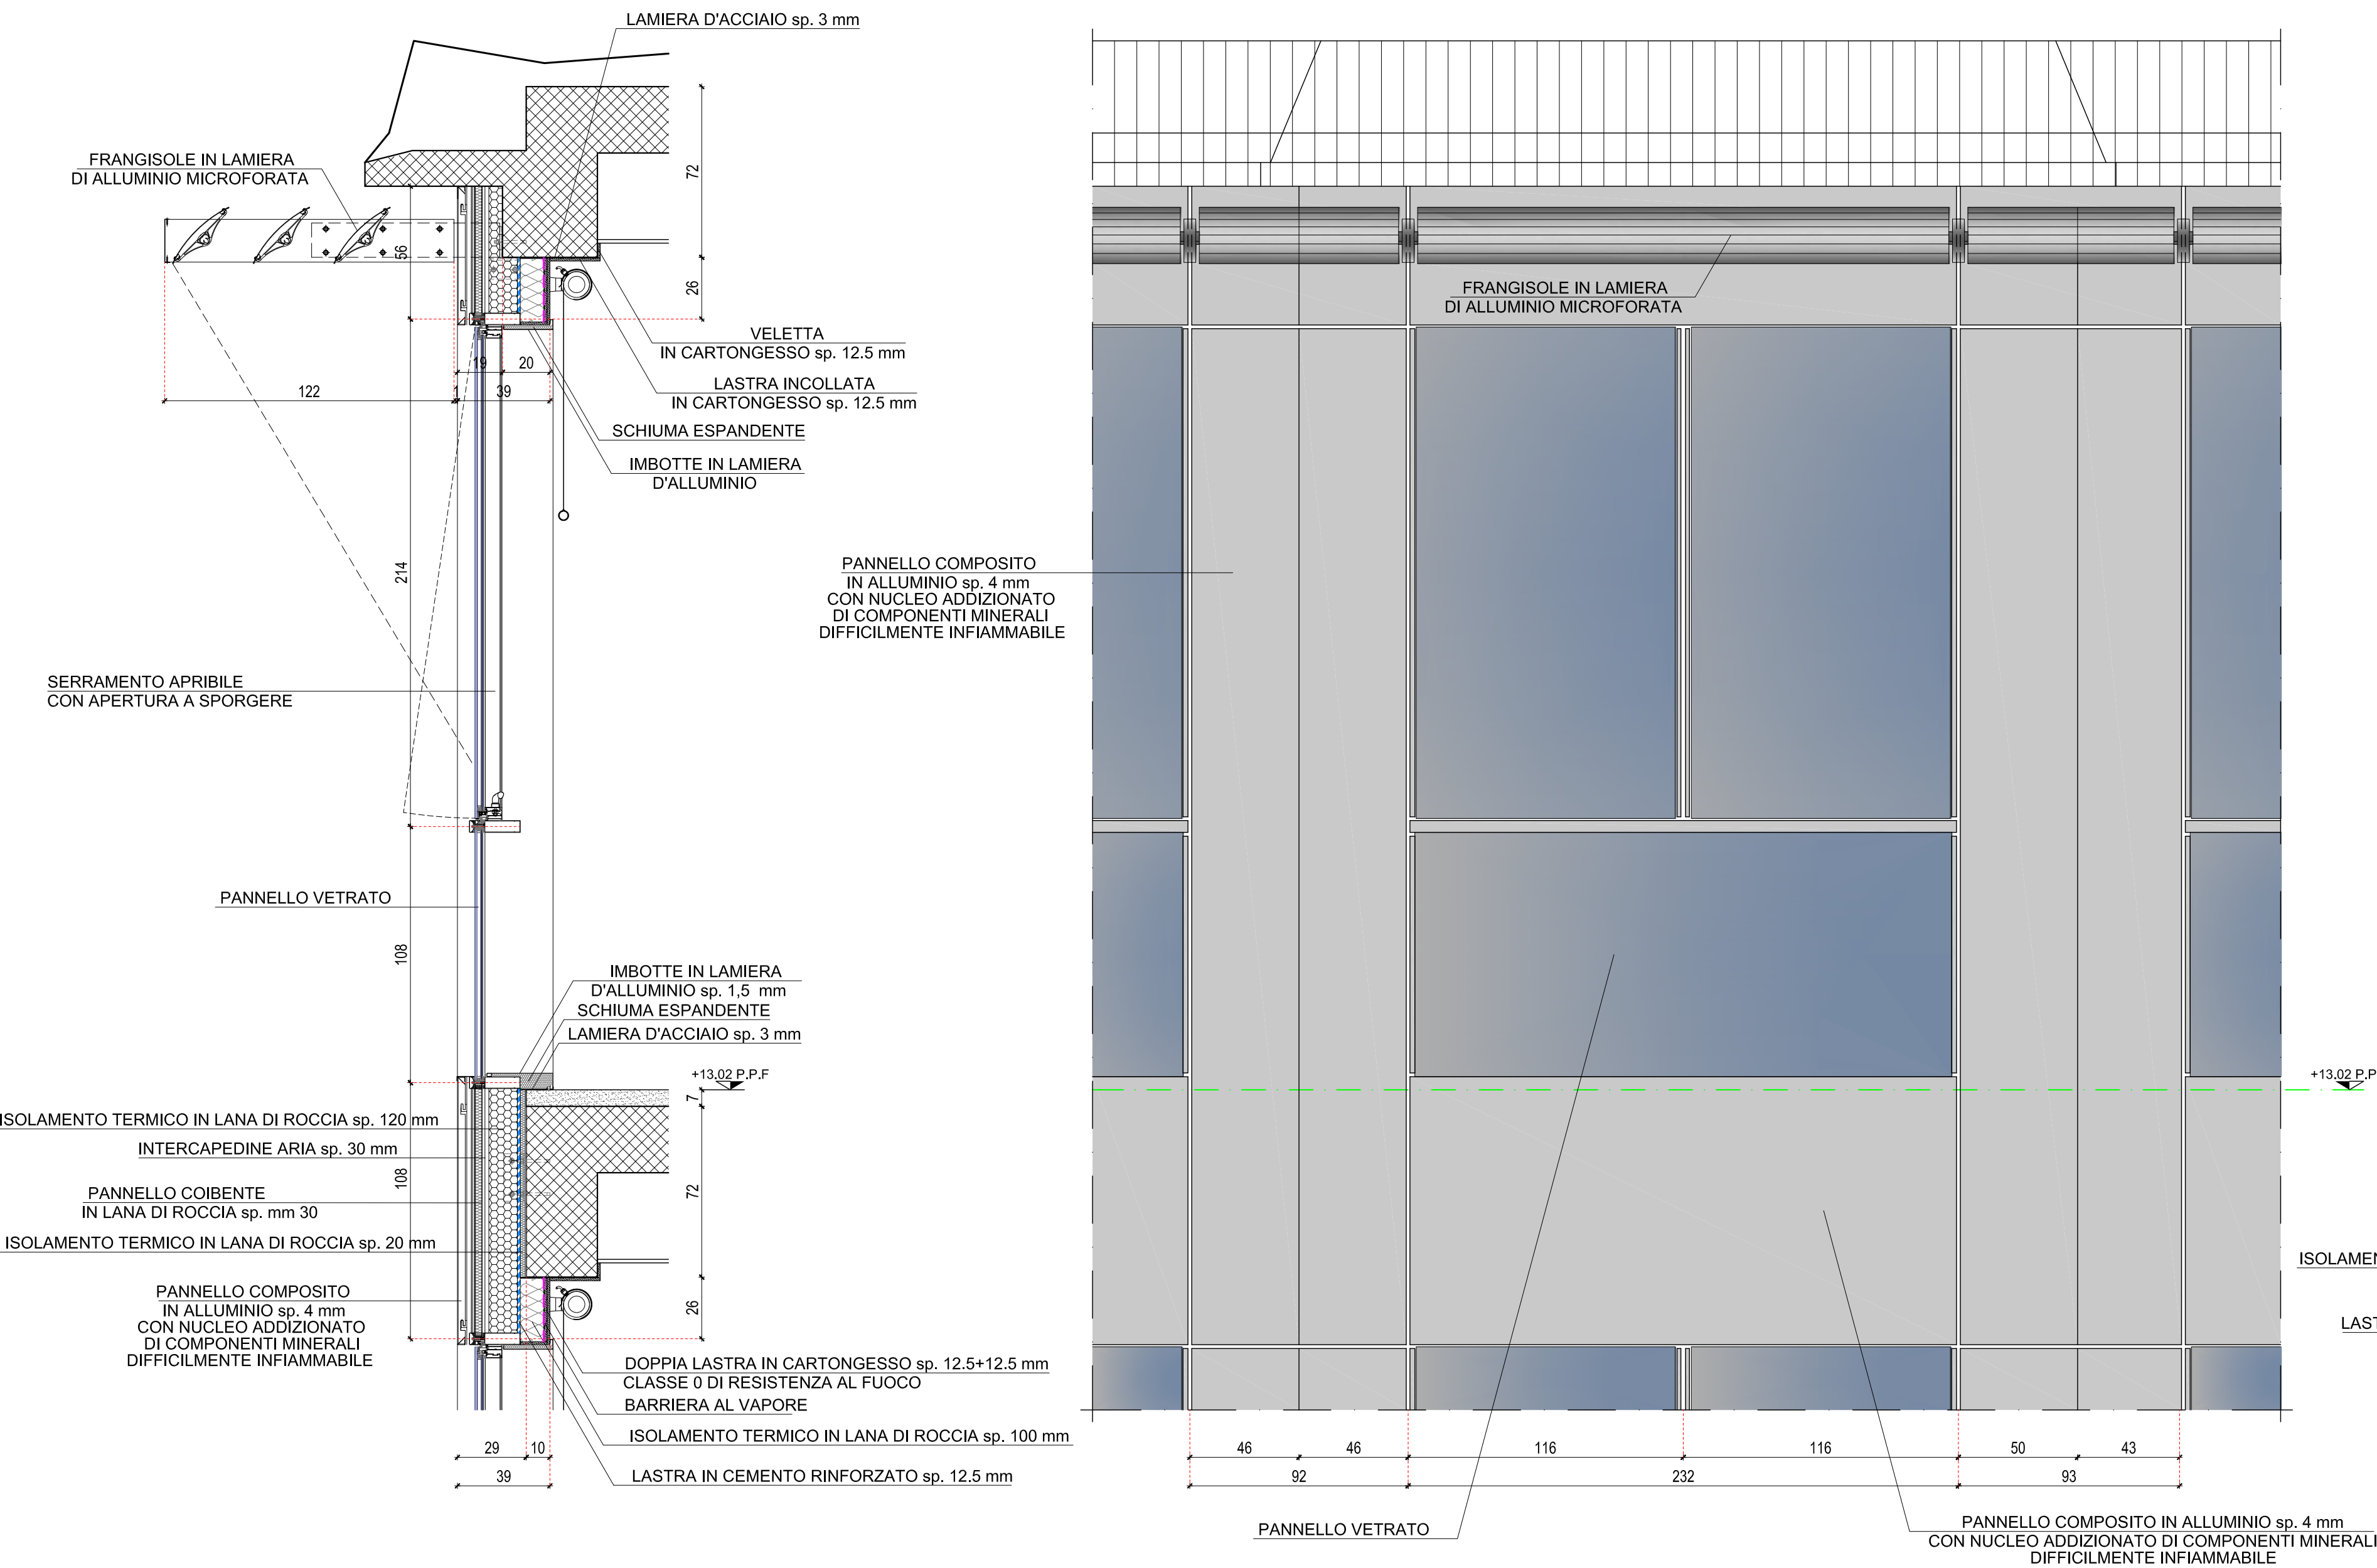 LAMIERA D'ACCIAIO sp. 3 mm
FRANGISOLE IN LAMIERA
DI ALLUMINIO MICROFORATA
72
56
26
VELETTA
IN CARTONGESSO sp. 12.5 mm
19
20
122
1
39
LASTRA INCOLLATA
IN CARTONGESSO sp. 12.5 mm
SCHIUMA ESPANDENTE
IMBOTTE IN LAMIERA
D'ALLUMINIO
214
SERRAMENTO APRIBILE
CON APERTURA A SPORGERE
PANNELLO VETRATO
108
IMBOTTE IN LAMIERA
D'ALLUMINIO sp. 1,5 mm
SCHIUMA ESPANDENTE
LAMIERA D'ACCIAIO sp. 3 mm
+13.02 P.P.F
7
ISOLAMENTO TERMICO IN LANA DI ROCCIA sp. 120 mm
INTERCAPEDINE ARIA sp. 30 mm
108
72
PANNELLO COIBENTE
IN LANA DI ROCCIA sp. mm 30
ISOLAMENTO TERMICO IN LANA DI ROCCIA sp. 20 mm
26
PANNELLO COMPOSITO
IN ALLUMINIO sp. 4 mm
CON NUCLEO ADDIZIONATO
DI COMPONENTI MINERALI
DIFFICILMENTE INFIAMMABILE
DOPPIA LASTRA IN CARTONGESSO sp. 12.5+12.5 mm
CLASSE 0 DI RESISTENZA AL FUOCO
BARRIERA AL VAPORE
ISOLAMENTO TERMICO IN LANA DI ROCCIA sp. 100 mm
LASTRA IN CEMENTO RINFORZATO sp. 12.5 mm
29
10
39
FRANGISOLE IN LAMIERA
DI ALLUMINIO MICROFORATA
PANNELLO COMPOSITO
IN ALLUMINIO sp. 4 mm
CON NUCLEO ADDIZIONATO
DI COMPONENTI MINERALI
DIFFICILMENTE INFIAMMABILE
+13.02 P.P
ISOLAMEN
LAST
46
46
116
116
50
43
92
232
93
PANNELLO VETRATO
PANNELLO COMPOSITO IN ALLUMINIO sp. 4 mm
CON NUCLEO ADDIZIONATO DI COMPONENTI MINERALI
DIFFICILMENTE INFIAMMABILE